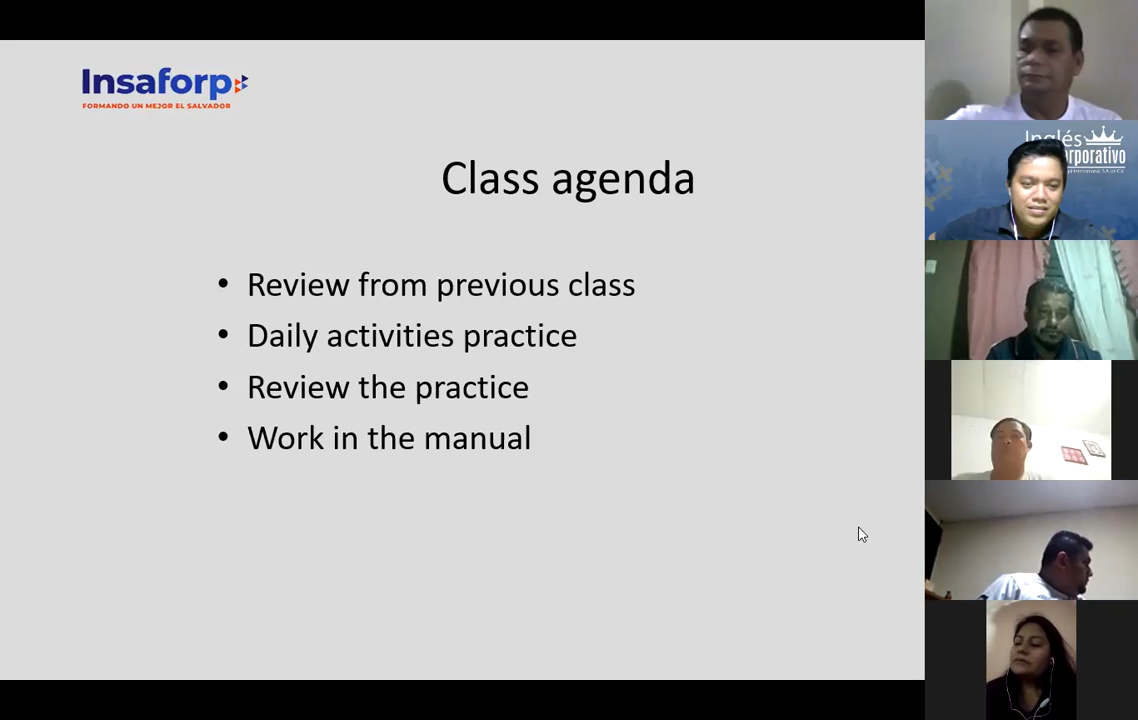 Insaforp
FORMANDO UN MEJOR EL SALVADOR
Class agenda
• Review from previous class
• Daily activities practice
• Review the practice
• Work in the manual
Inglés